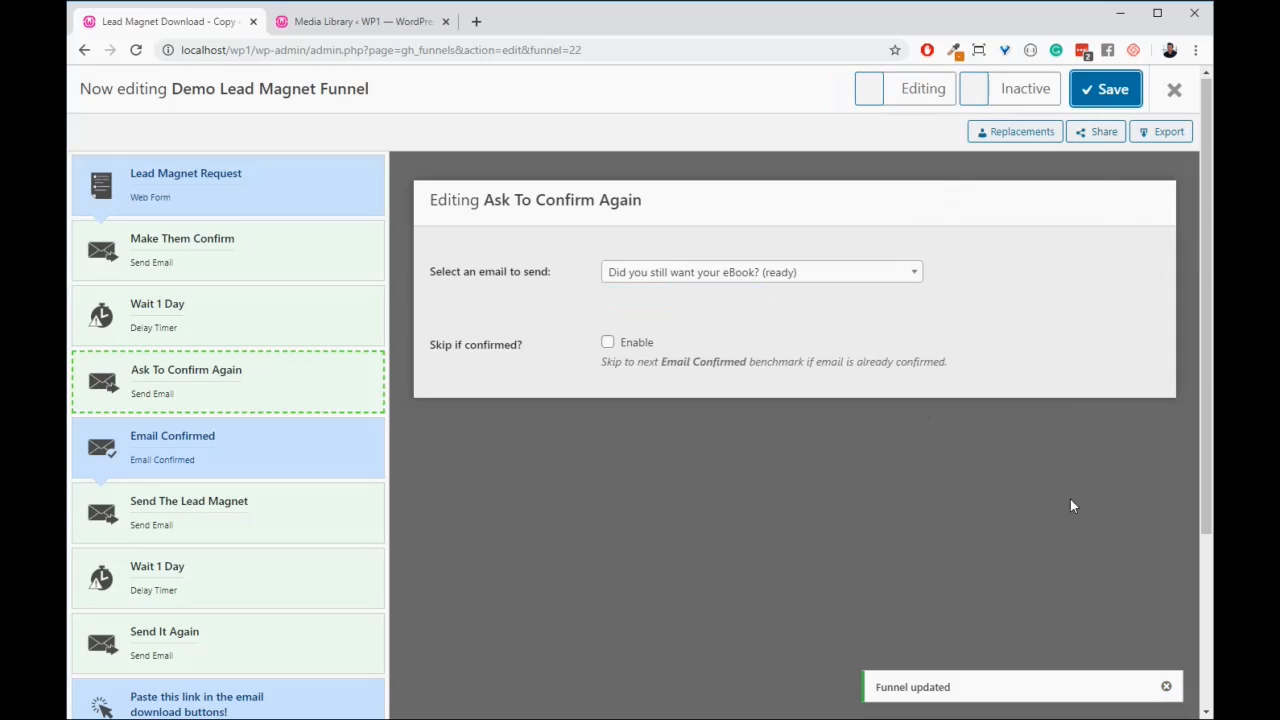 Lead Magnet Download - Copy -
Media Library ‹ WP1 — WordPre
localhost/wp1/wp-admin/admin.php?page=gh_funnels&action=edit&funnel=22
2
Now editing Demo Lead Magnet Funnel
Editing
Inactive
Save
Replacements
Share
Export
Lead Magnet Request
Web Form
Make Them Confirm
Send Email
Wait 1 Day
Delay Timer
Ask To Confirm Again
Send Email
Email Confirmed
Email Confirmed
Send The Lead Magnet
Send Email
Wait 1 Day
Delay Timer
Send It Again
Send Email
Paste this link in the email
download buttons!
Editing Ask To Confirm Again
Select an email to send:
Did you still want your eBook? (ready)
Skip if confirmed?
Enable
Skip to next Email Confirmed benchmark if email is already confirmed.
Funnel updated